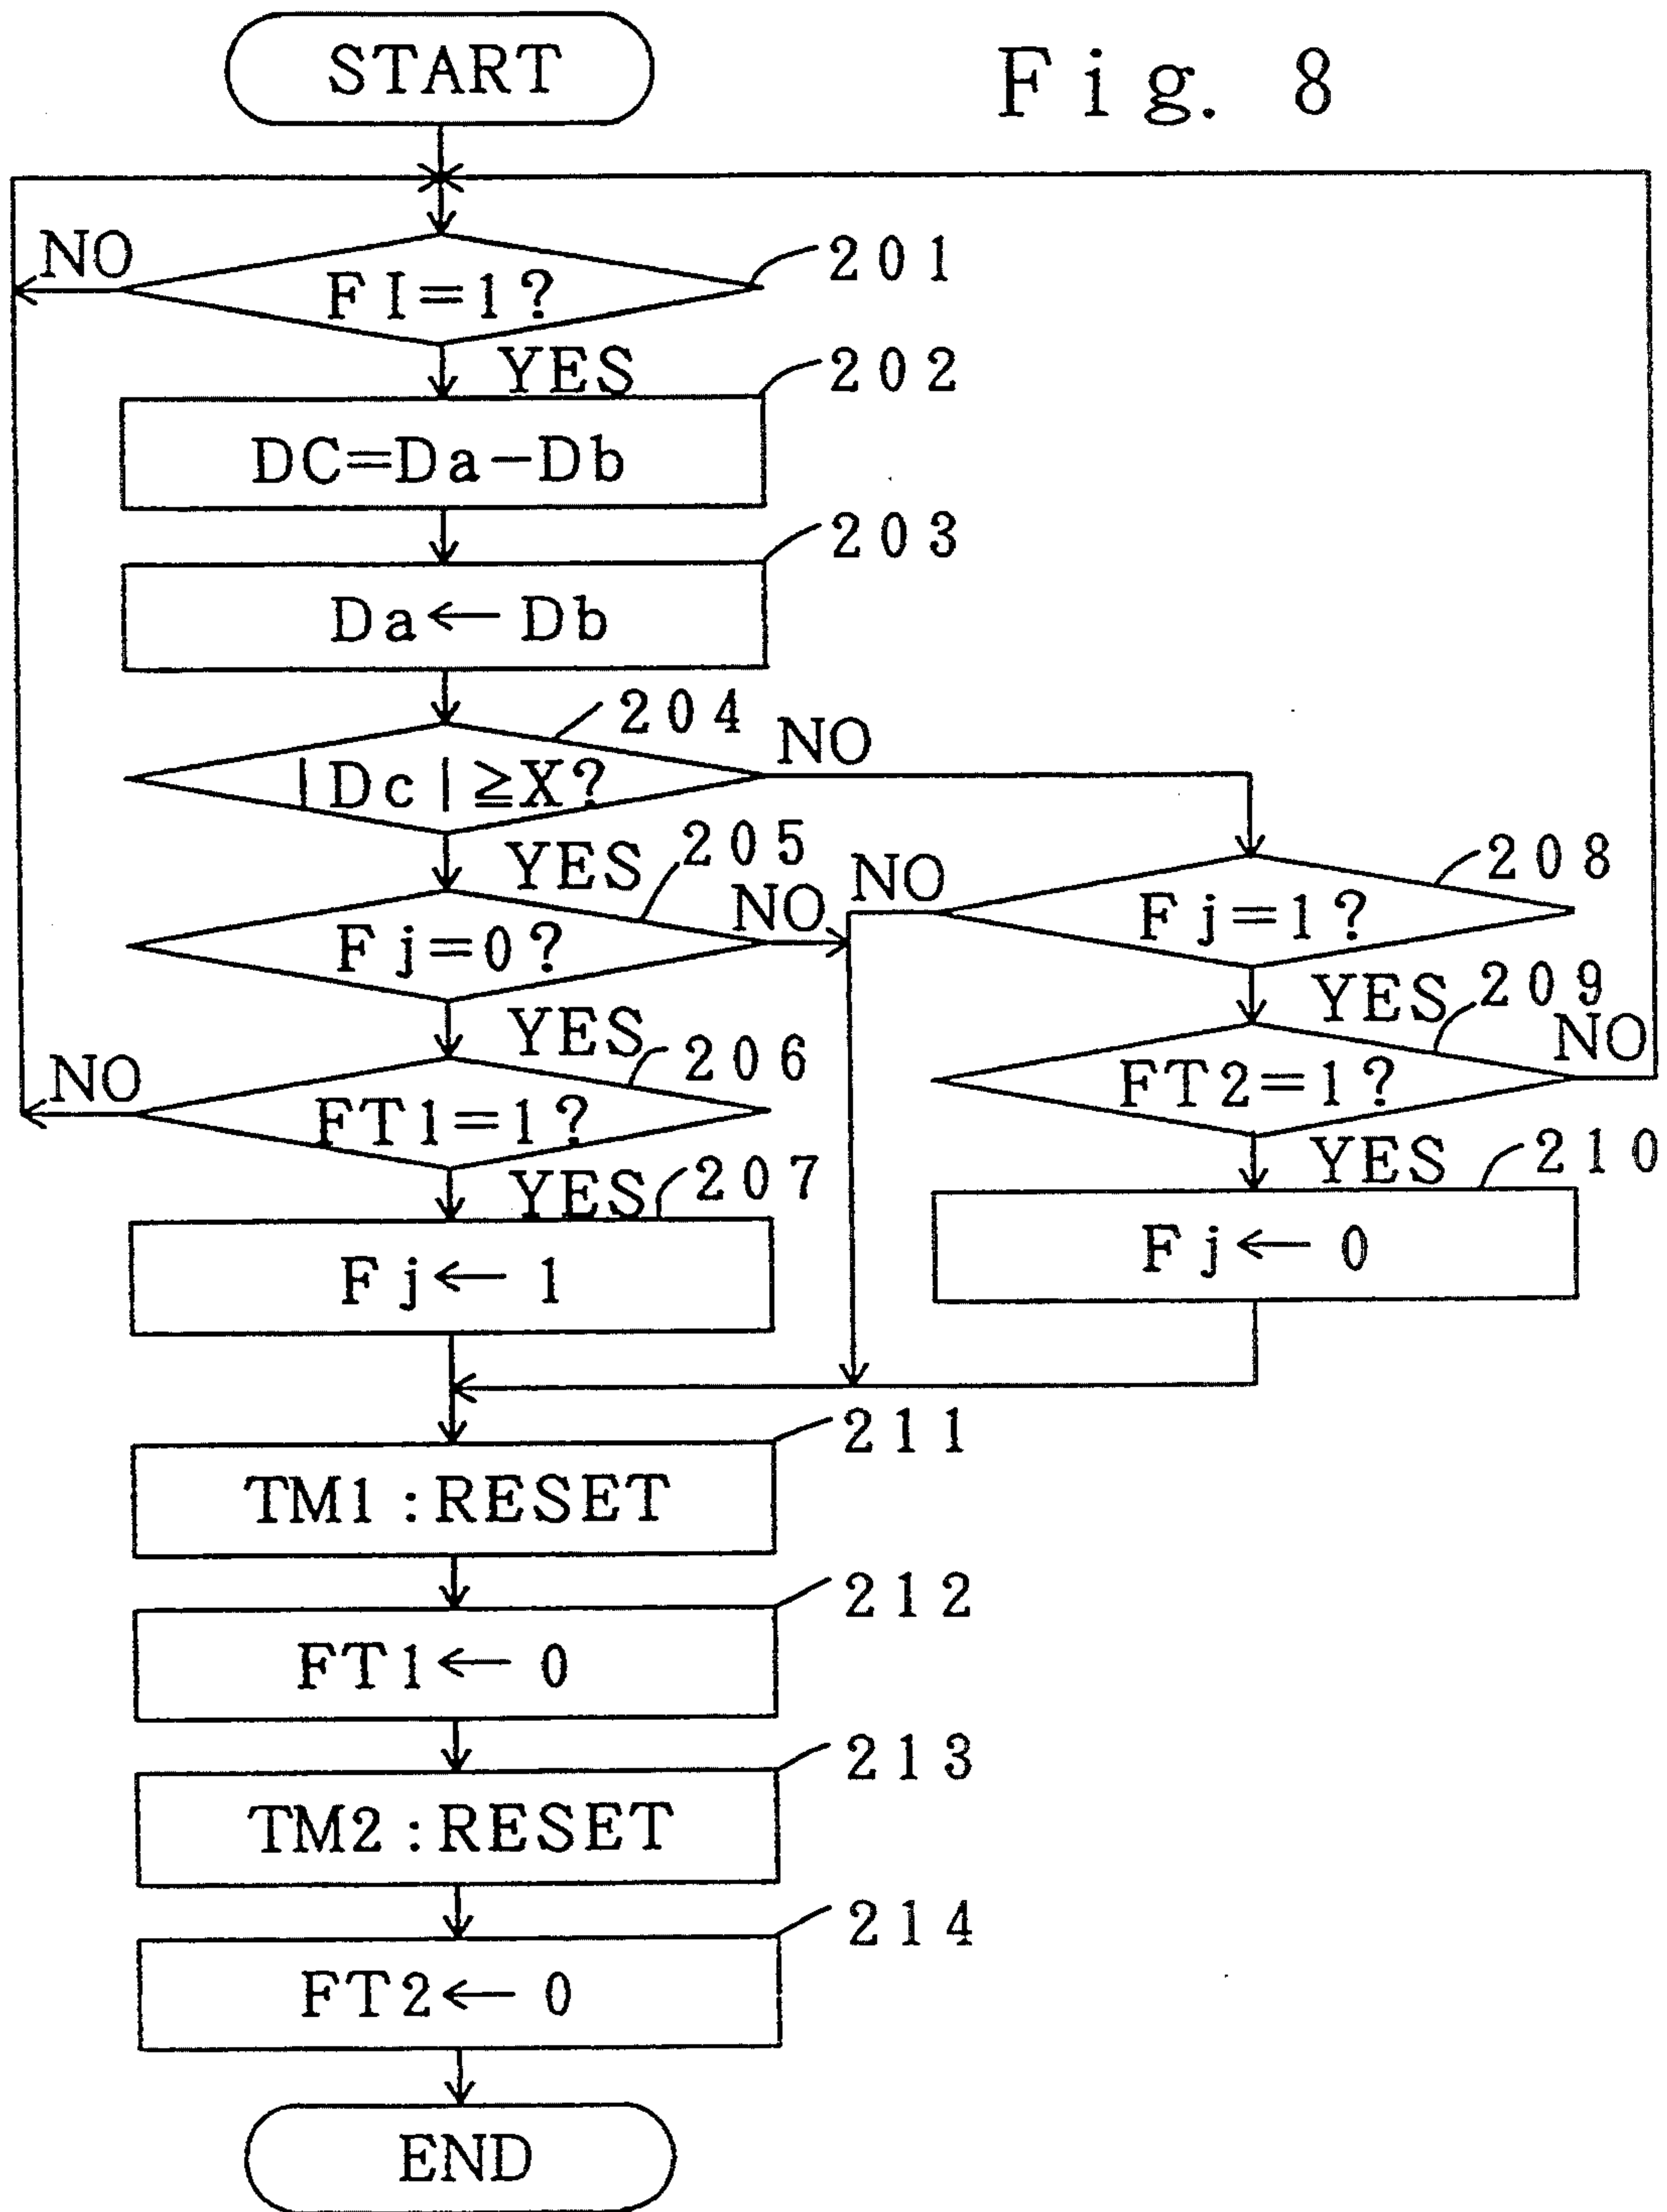 START
Fig. 8
NO
FI=1?
201
YES
202
DC=Da-Db
203
Da← Db
204
NO
|Dc|≧X?
YES
205
NO
Fj=0?
NO
208
Fj=1?
YES
206
YES
209
NO
NO
FT1=1?
FT2=1?
YES
207
YES
210
Fj← 1
Fj← 0
211
TM1:RESET
212
FT1← 0
213
TM2:RESET
214
FT2← 0
END